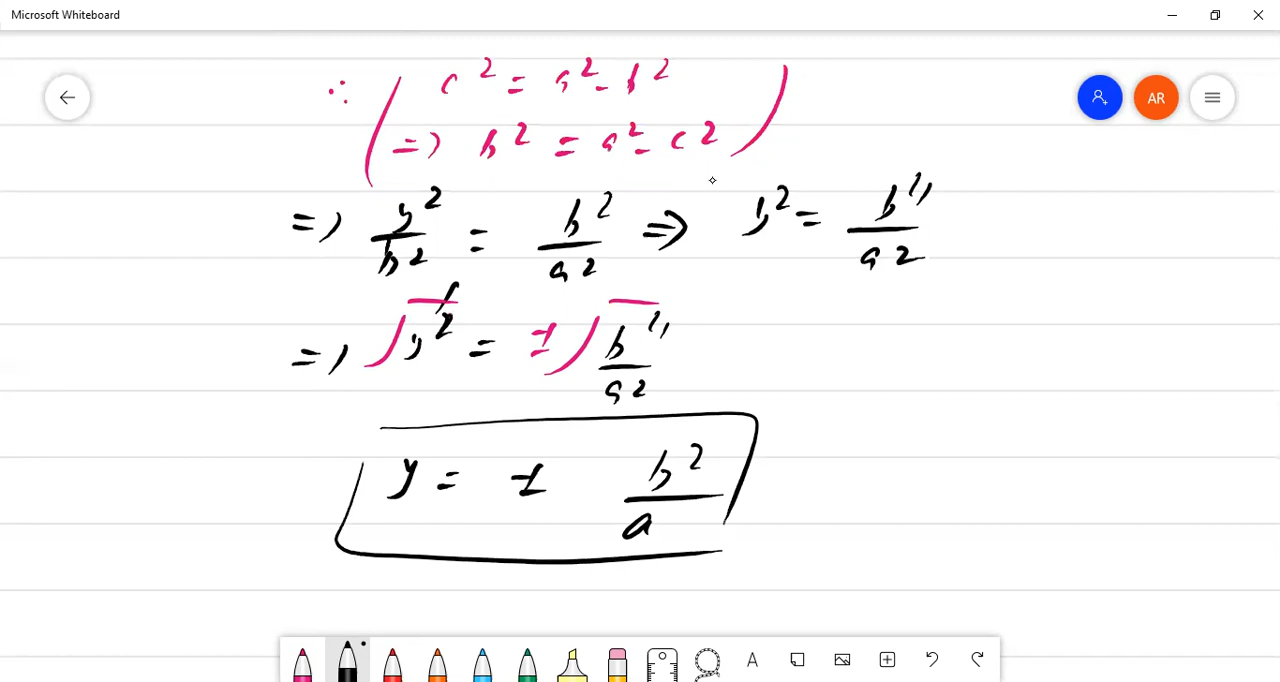 Microsoft Whiteboard
∴ ( c² = a² - b²
=> b² = a² - c² )
AR
=> y²/b² = b²/a² => y² = b⁴/a²
=> √y² = ± √b⁴/a²
y = ± b²/a
A